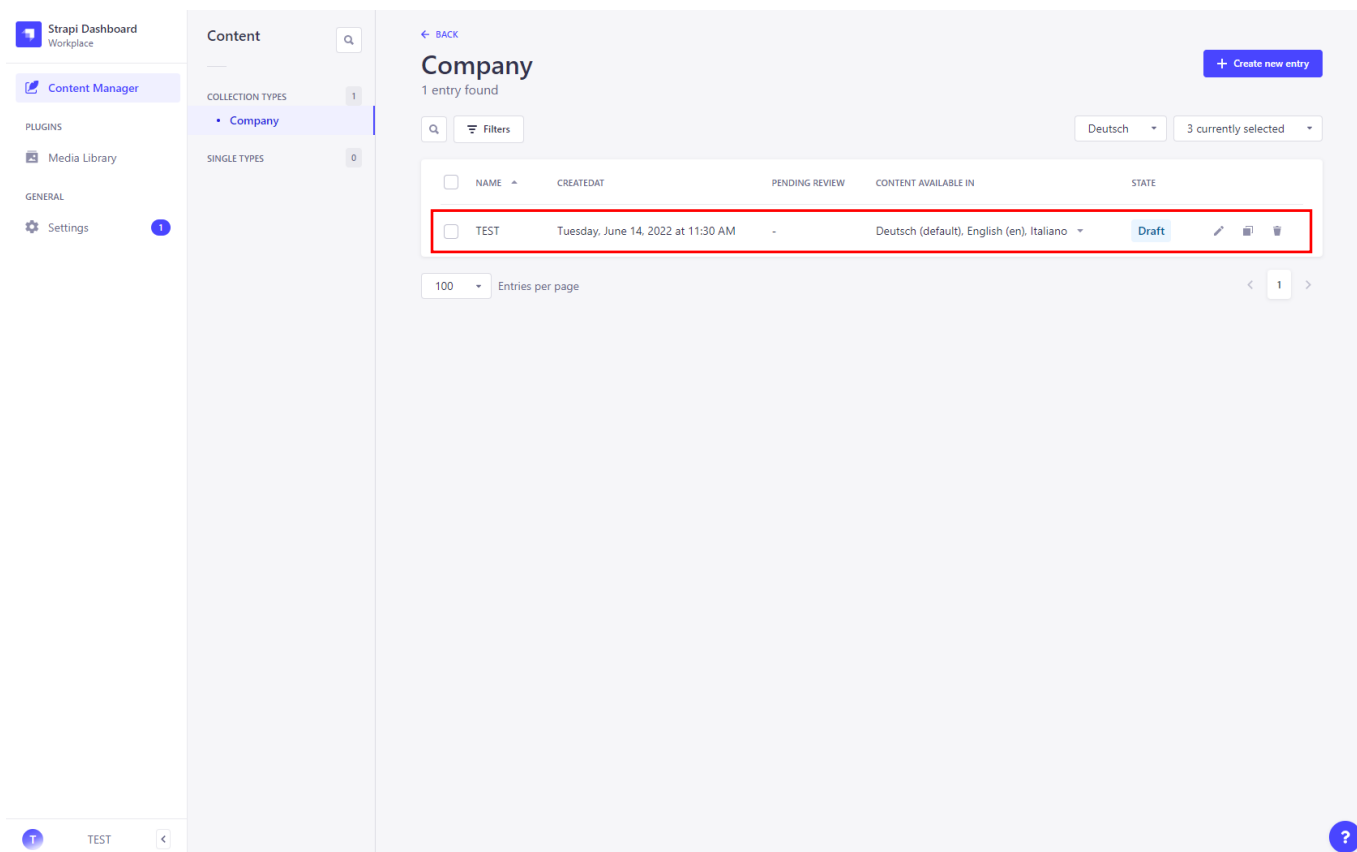 Strapi Dashboard
Workplace
Content Manager
PLUGINS
Media Library
GENERAL
Settings 1
Content
COLLECTION TYPES 1
Company
SINGLE TYPES 0
BACK
Company
1 entry found
Create new entry
Filters
Deutsch
3 currently selected
NAME CREATEDAT PENDING REVIEW CONTENT AVAILABLE IN STATE
TEST Tuesday, June 14, 2022 at 11:30 AM - Deutsch (default), English (en), Italiano Draft
100 Entries per page
1
T TEST
?